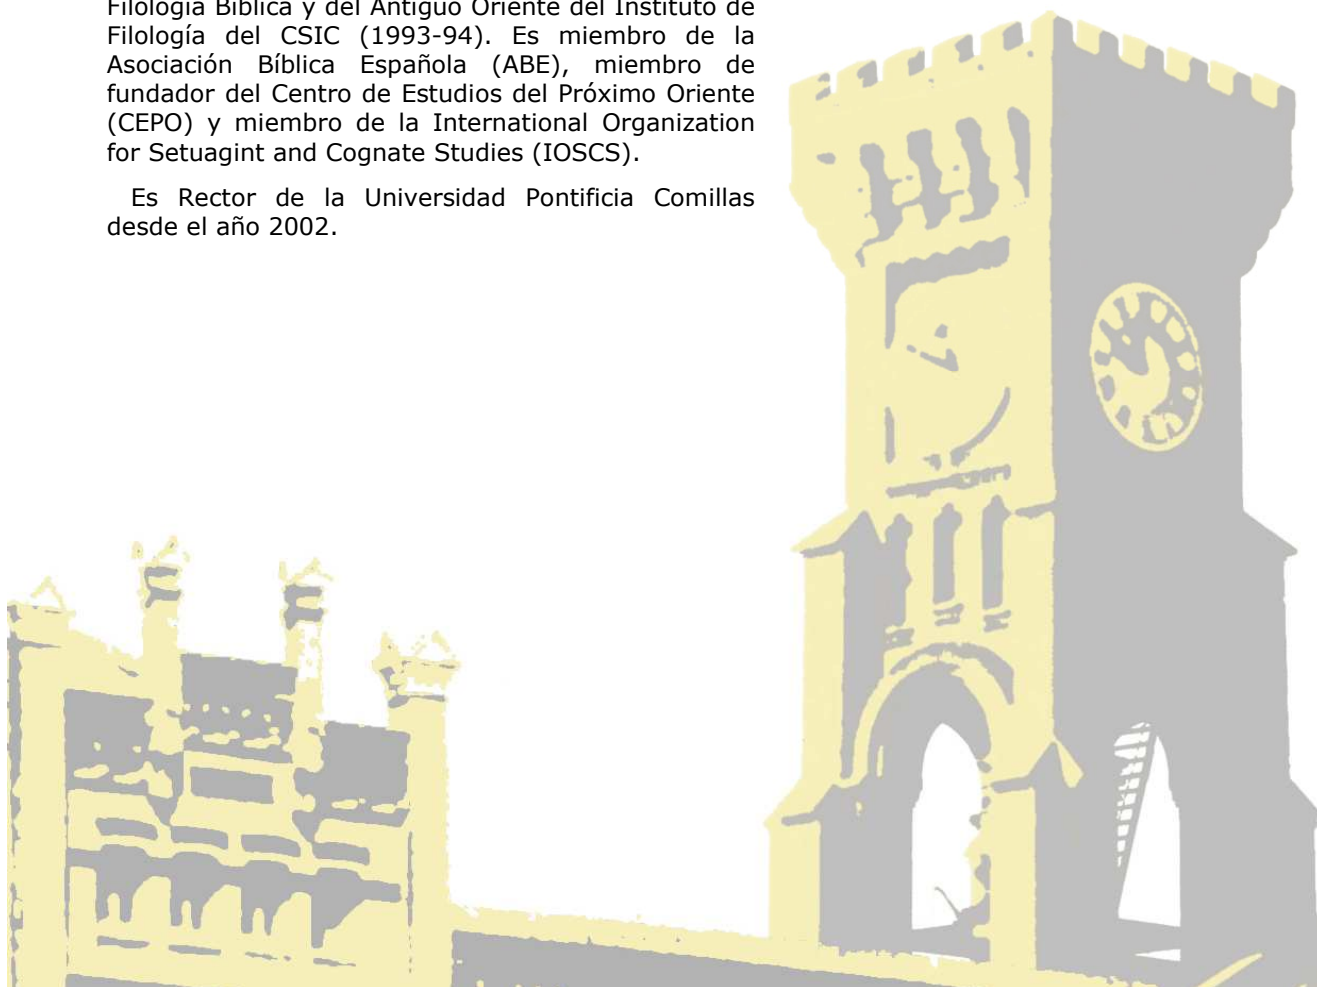 Filología Bíblica y del Antiguo Oriente del Instituto de
Filología del CSIC (1993-94). Es miembro de la
Asociación Bíblica Española (ABE), miembro de
fundador del Centro de Estudios del Próximo Oriente
(CEPO) y miembro de la International Organization
for Setuagint and Cognate Studies (IOSCS).
Es Rector de la Universidad Pontificia Comillas
desde el año 2002.